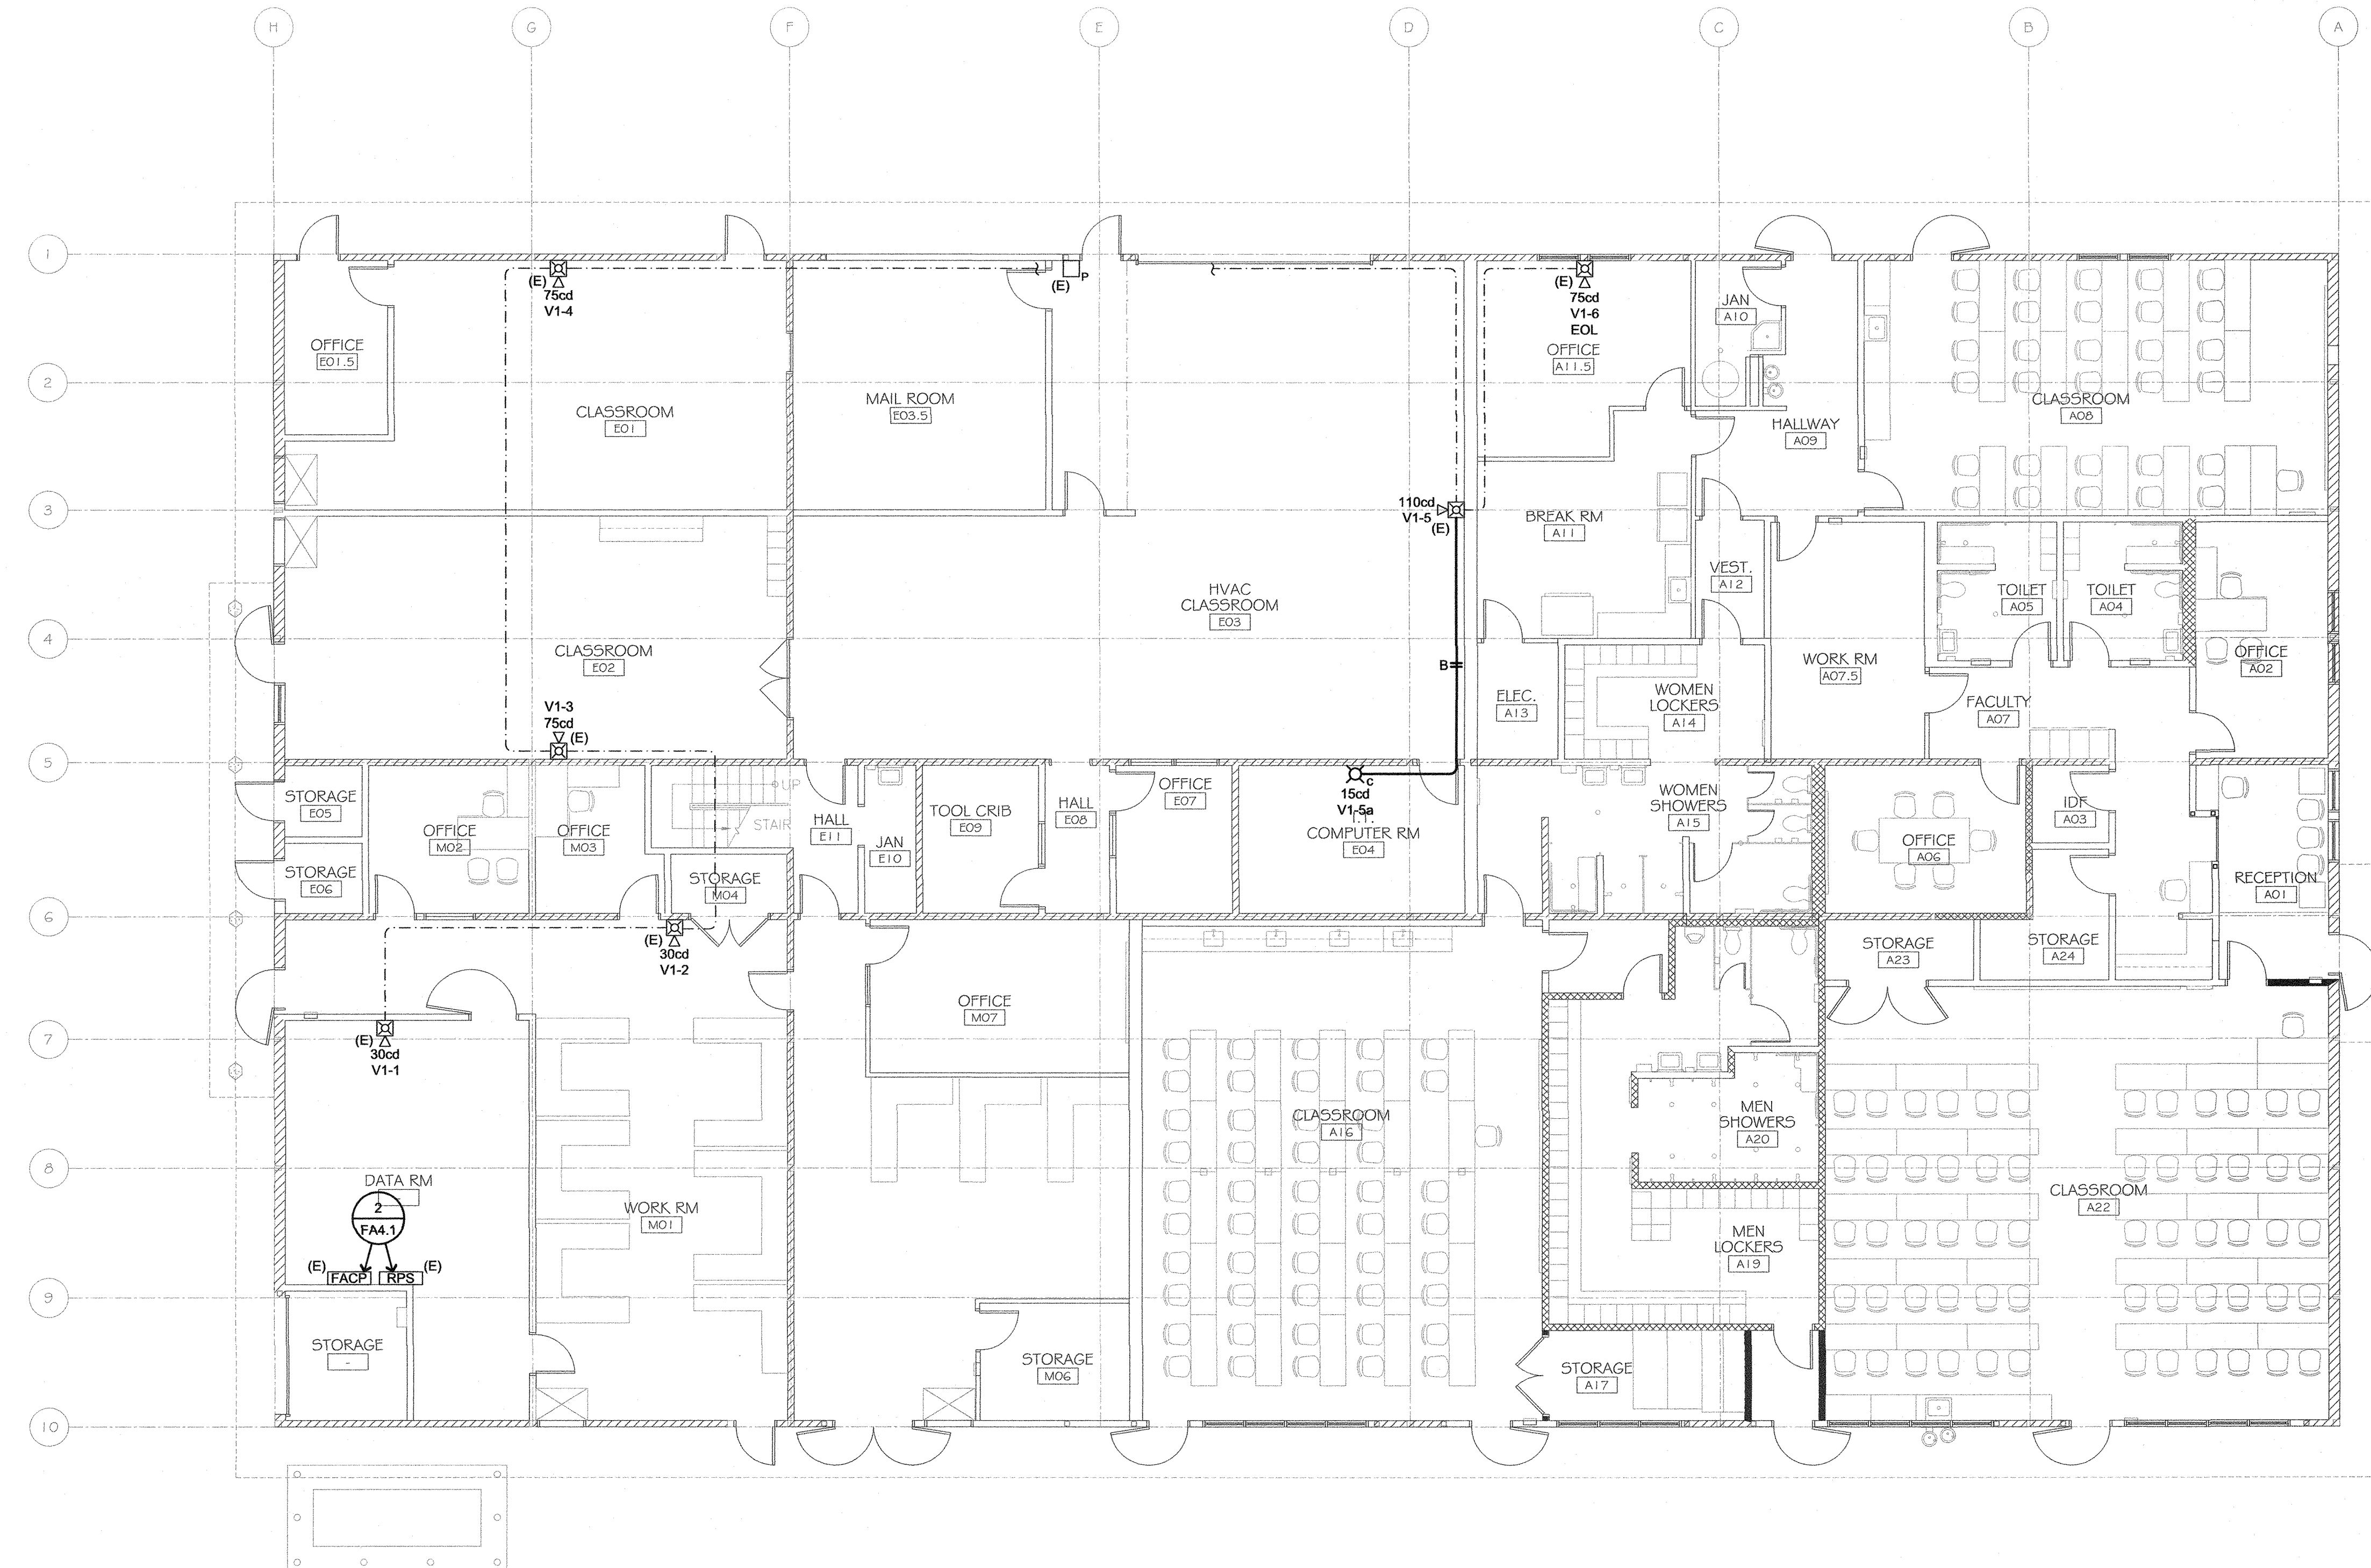 H
G
F
E
D
C
B
A
1
2
3
4
5
6
7
8
9
10
(E)
75cd
V1-4
(E)
P
(E)
75cd
V1-6
EOL
OFFICE
E01.5
CLASSROOM
E01
MAIL ROOM
E03.5
OFFICE
A11.5
JAN
A10
HALLWAY
A09
CLASSROOM
A08
110cd
V1-5
(E)
BREAK RM
A11
VEST.
A12
HVAC
CLASSROOM
E03
TOILET
A05
TOILET
A04
CLASSROOM
E02
WORK RM
A07.5
OFFICE
A02
B
V1-3
75cd
(E)
ELEC.
A13
WOMEN
LOCKERS
A14
FACULTY
A07
STORAGE
E05
UP
STAIR
OFFICE
M02
OFFICE
M03
HALL
E11
JAN
E10
TOOL CRIB
E09
HALL
E08
OFFICE
E07
C
15cd
V1-5a
COMPUTER RM
E04
WOMEN
SHOWERS
A15
OFFICE
A06
IDF
A03
RECEPTION
A01
STORAGE
E06
STORAGE
M04
(E)
30cd
V1-2
STORAGE
A23
STORAGE
A24
OFFICE
M07
(E)
30cd
V1-1
CLASSROOM
A16
MEN
SHOWERS
A20
DATA RM
2
FA4.1
WORK RM
M01
CLASSROOM
A22
MEN
LOCKERS
A19
(E)
FACP
RPS
(E)
STORAGE
-
STORAGE
M06
STORAGE
A17